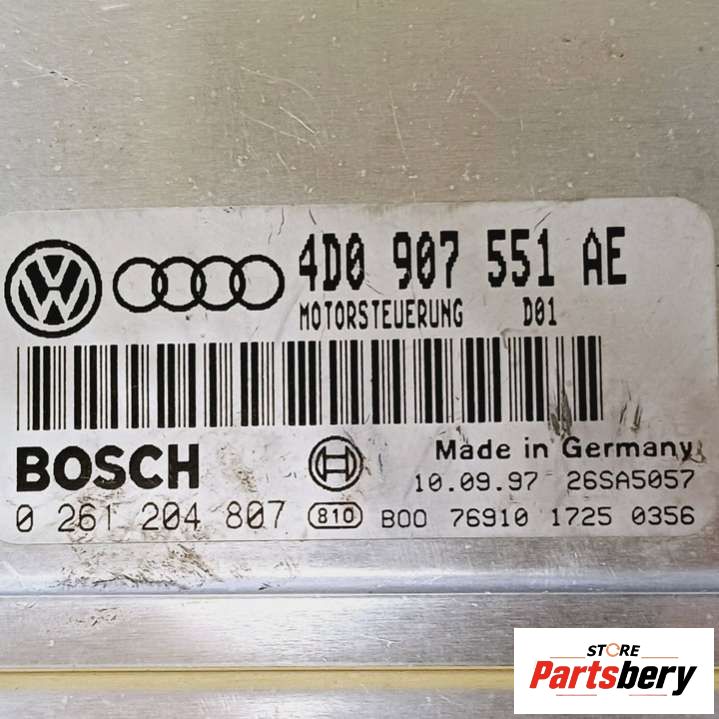 4D0 907 551 AE
MOTORSTEUERUNG D01
BOSCH
Made in Germany
10.09.97 26SA5057
0 261 204 807 810 B00 76910 1725 0356
STORE
Partsbery